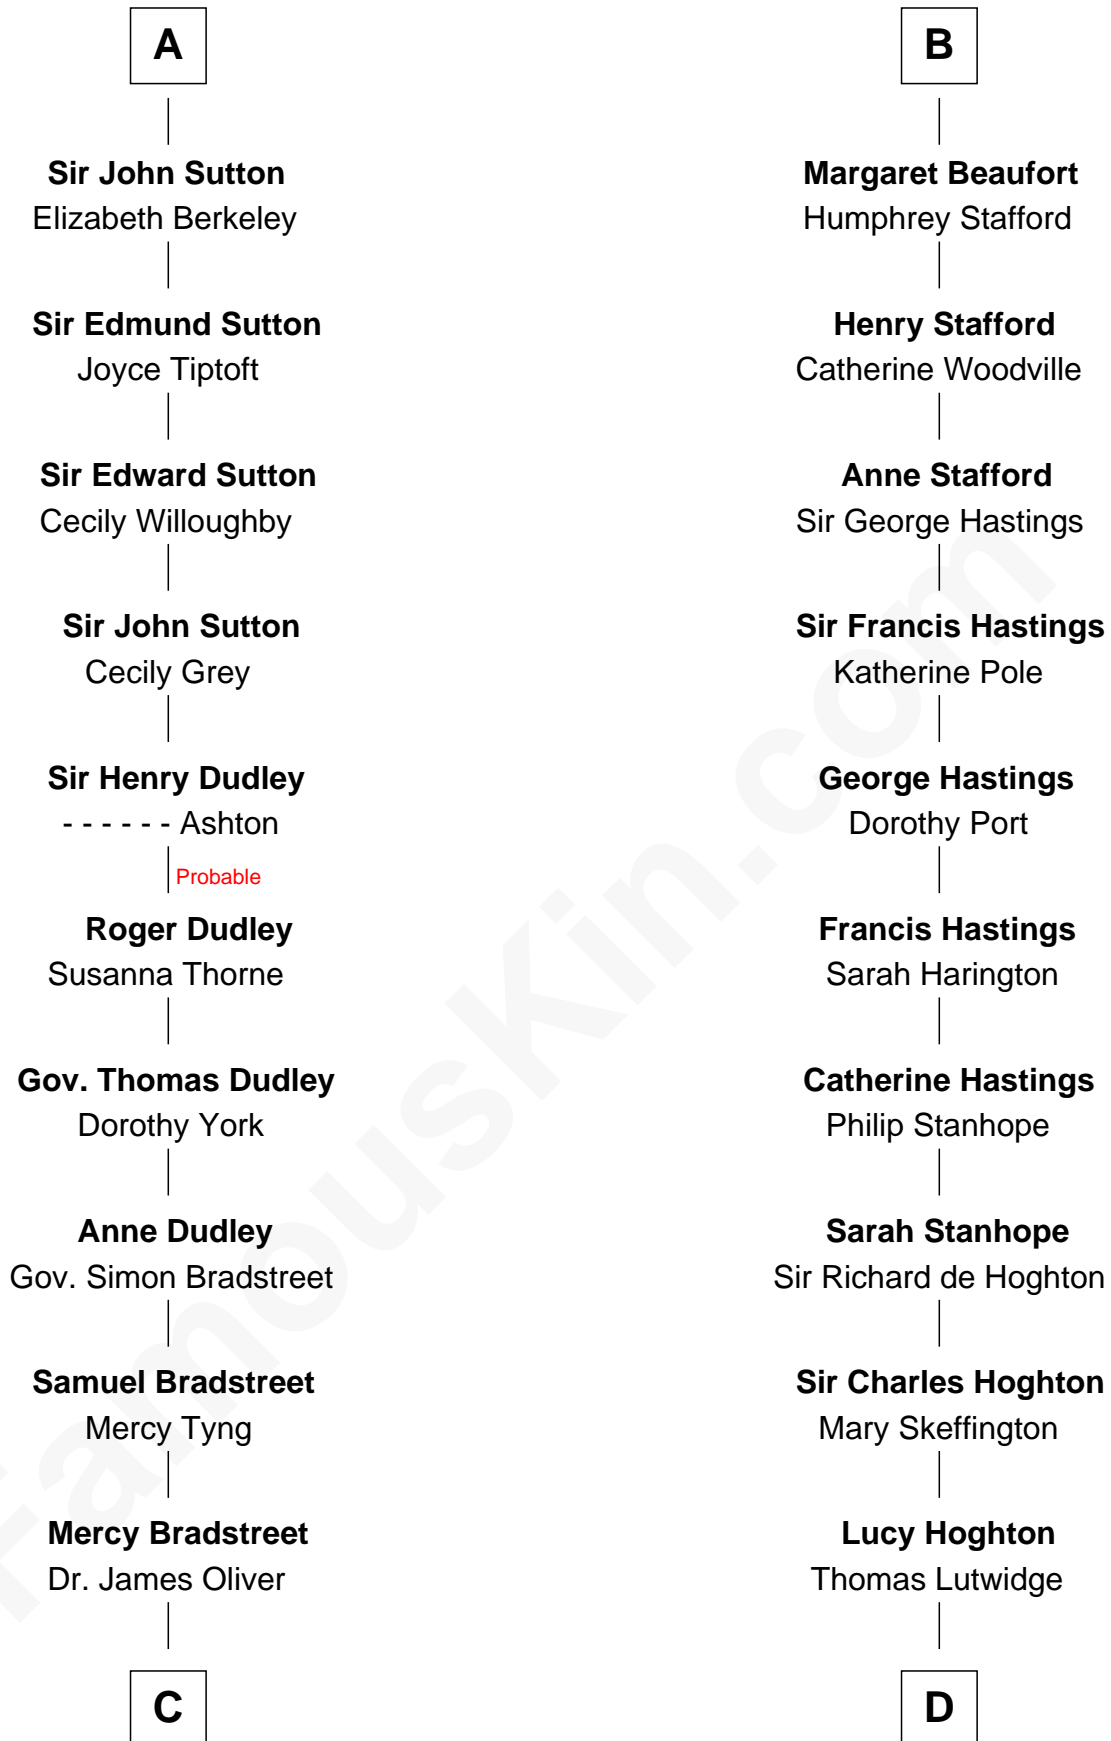 A
Sir John Sutton
Elizabeth Berkeley
Sir Edmund Sutton
Joyce Tiptoft
Sir Edward Sutton
Cecily Willoughby
Sir John Sutton
Cecily Grey
Sir Henry Dudley
- - - - - - Ashton
Probable
Roger Dudley
Susanna Thorne
Gov. Thomas Dudley
Dorothy York
Anne Dudley
Gov. Simon Bradstreet
Samuel Bradstreet
Mercy Tyng
Mercy Bradstreet
Dr. James Oliver
C
B
Margaret Beaufort
Humphrey Stafford
Henry Stafford
Catherine Woodville
Anne Stafford
Sir George Hastings
Sir Francis Hastings
Katherine Pole
George Hastings
Dorothy Port
Francis Hastings
Sarah Harington
Catherine Hastings
Philip Stanhope
Sarah Stanhope
Sir Richard de Hoghton
Sir Charles Hoghton
Mary Skeffington
Lucy Hoghton
Thomas Lutwidge
D
FamousKin.com